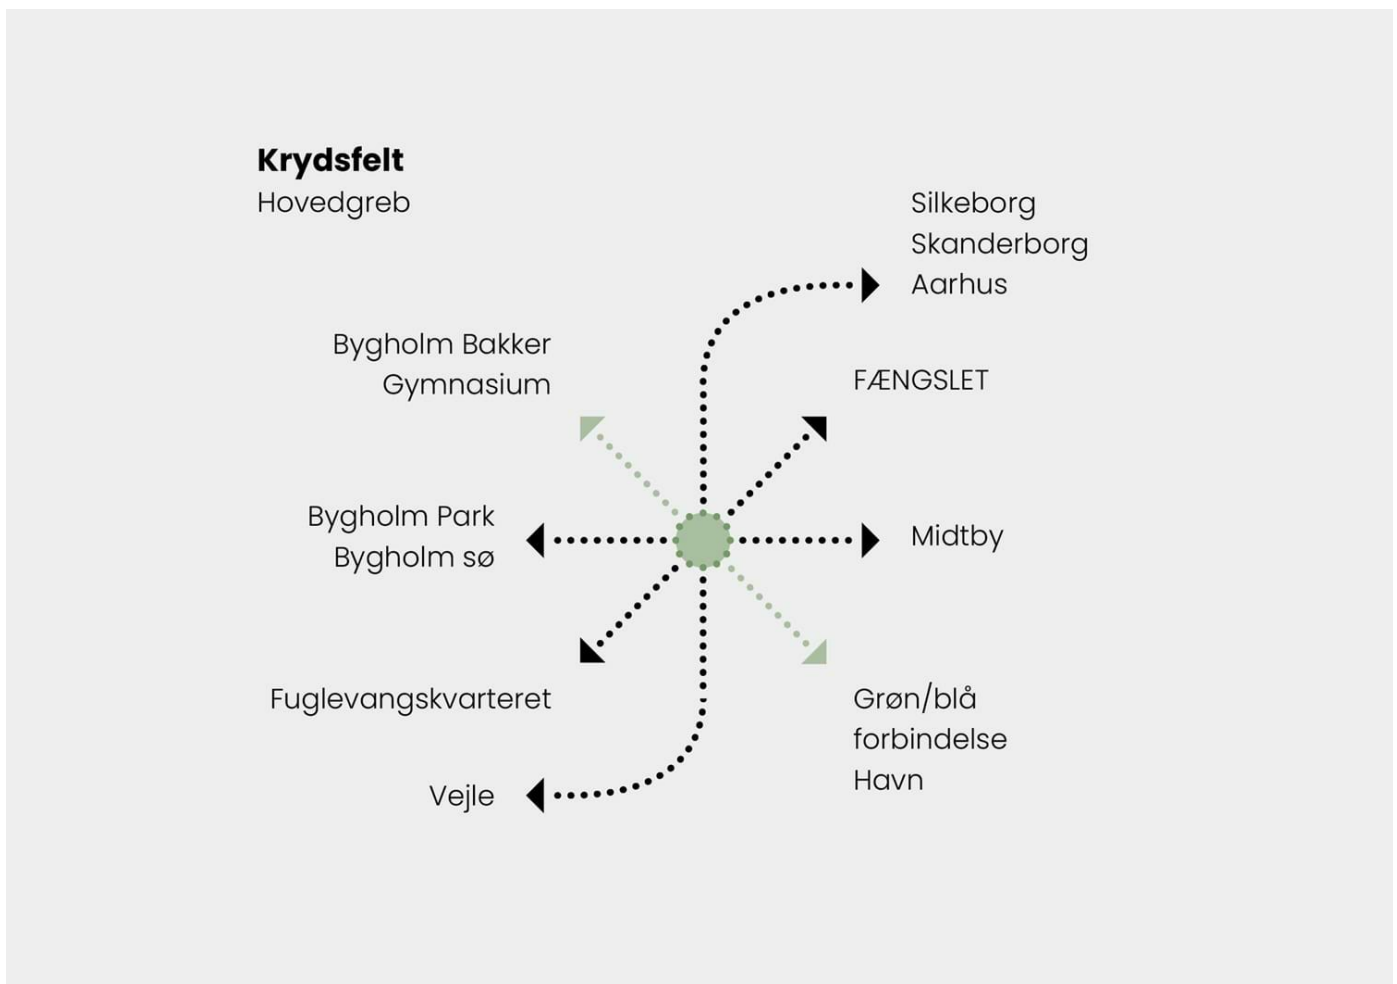 Krydsfelt
Hovedgreb
Silkeborg
Skanderborg
Aarhus
Bygholm Bakker
Gymnasium
FÆNGSLET
Bygholm Park
Bygholm sø
Midtby
Fuglevangskvarteret
Grøn/blå
forbindelse
Havn
Vejle